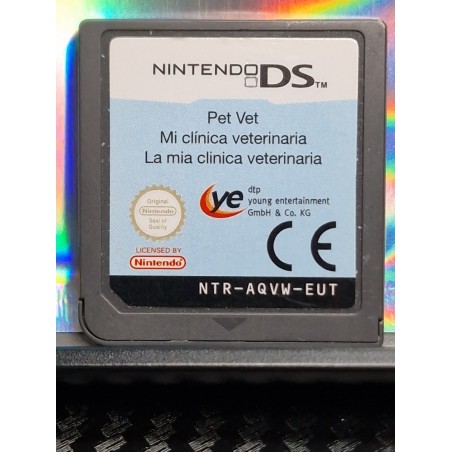 NINTENDO DS™
Pet Vet
Mi clínica veterinaria
La mia clinica veterinaria
ye
dtp
young entertainment
GmbH & Co. KG
Original
Nintendo
Seal of
Quality
LICENSED BY
Nintendo
CE
NTR-AQVW-EUT